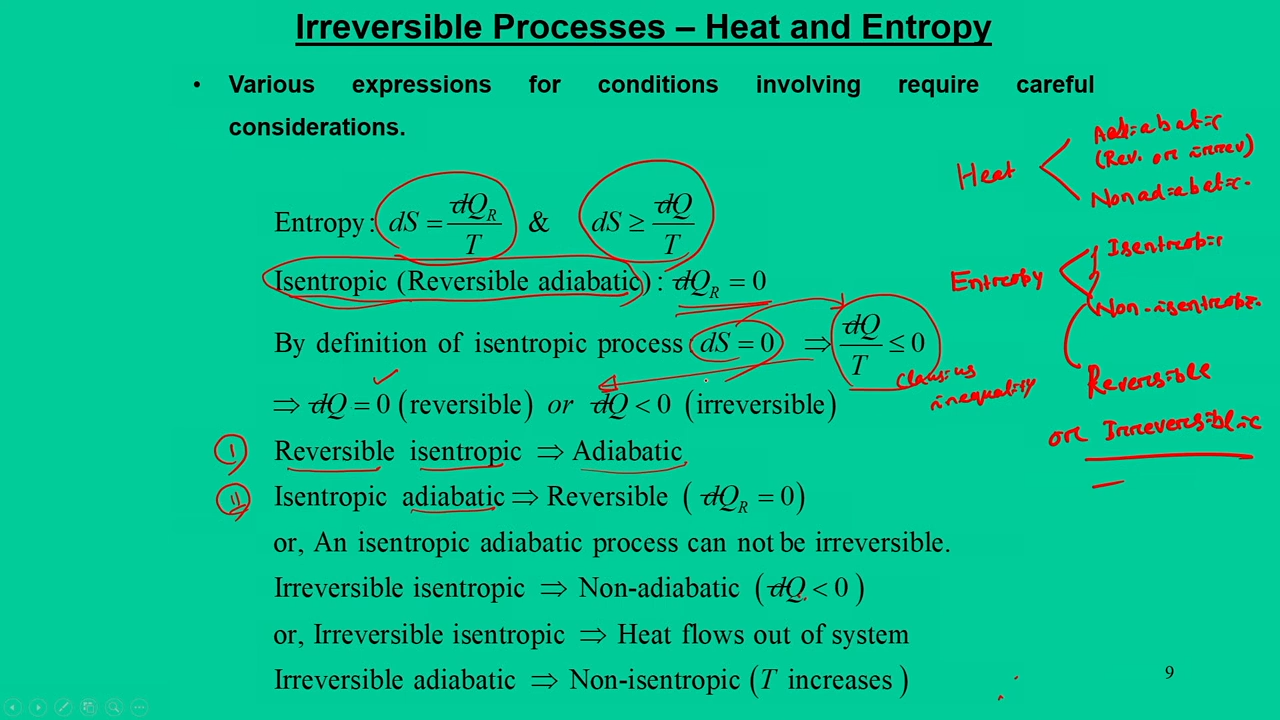 Irreversible Processes – Heat and Entropy
• Various expressions for conditions involving require careful
considerations.
Entropy: dS = đQ_R / T & dS ≥ đQ / T
Isentropic (Reversible adiabatic): đQ_R = 0
By definition of isentropic process dS = 0 ⇒ đQ / T ≤ 0
⇒ đQ = 0 (reversible) or đQ < 0 (irreversible)
Reversible isentropic ⇒ Adiabatic
Isentropic adiabatic ⇒ Reversible (đQ_R = 0)
or, An isentropic adiabatic process can not be irreversible.
Irreversible isentropic ⇒ Non-adiabatic (đQ < 0)
or, Irreversible isentropic ⇒ Heat flows out of system
Irreversible adiabatic ⇒ Non-isentropic (T increases)
I
II
Clausius
inequality
Heat
Adiabatic
(Rev. or irrev)
Nonadiabatic.
Entropy
Isentropic
Non-isentropic.
Reversible
or Irreversible
9